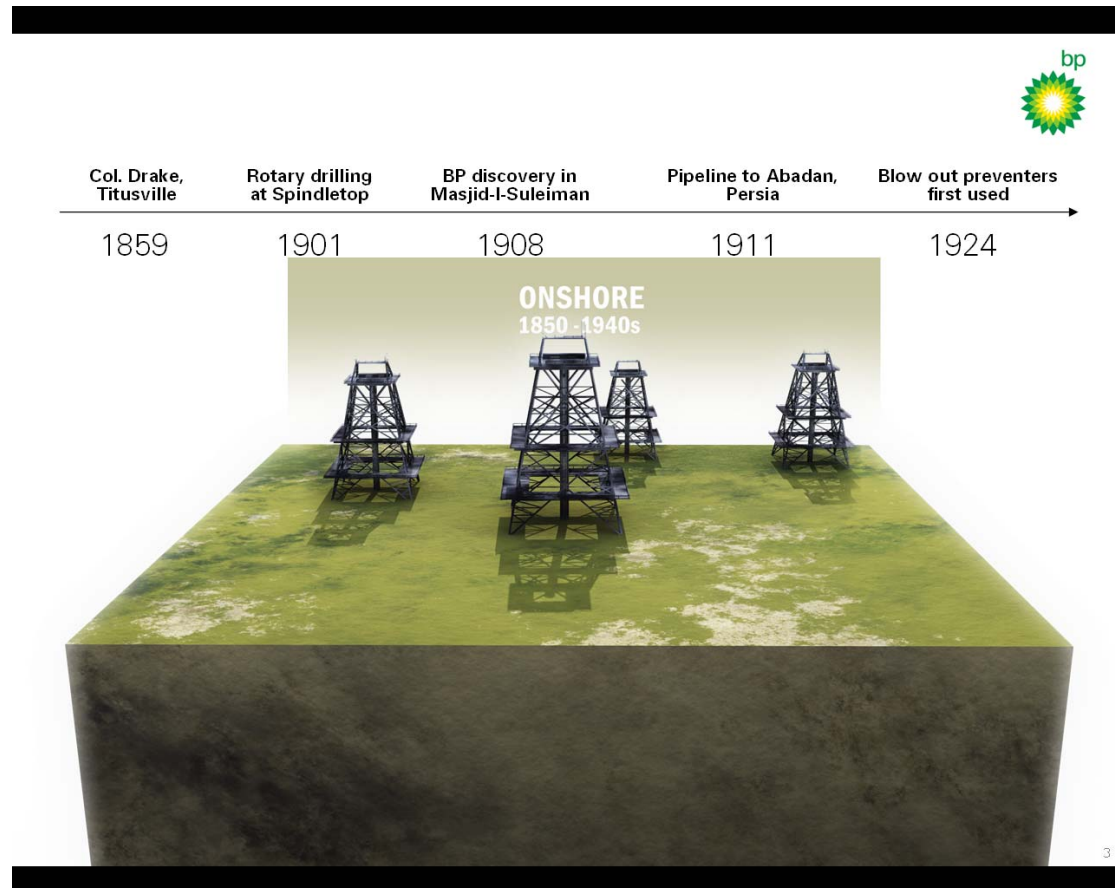 bp
Col. Drake,
Titusville
Rotary drilling
at Spindletop
BP discovery in
Masjid-I-Suleiman
Pipeline to Abadan,
Persia
Blow out preventers
first used
1859
1901
1908
1911
1924
ONSHORE
1850 -1940s
3